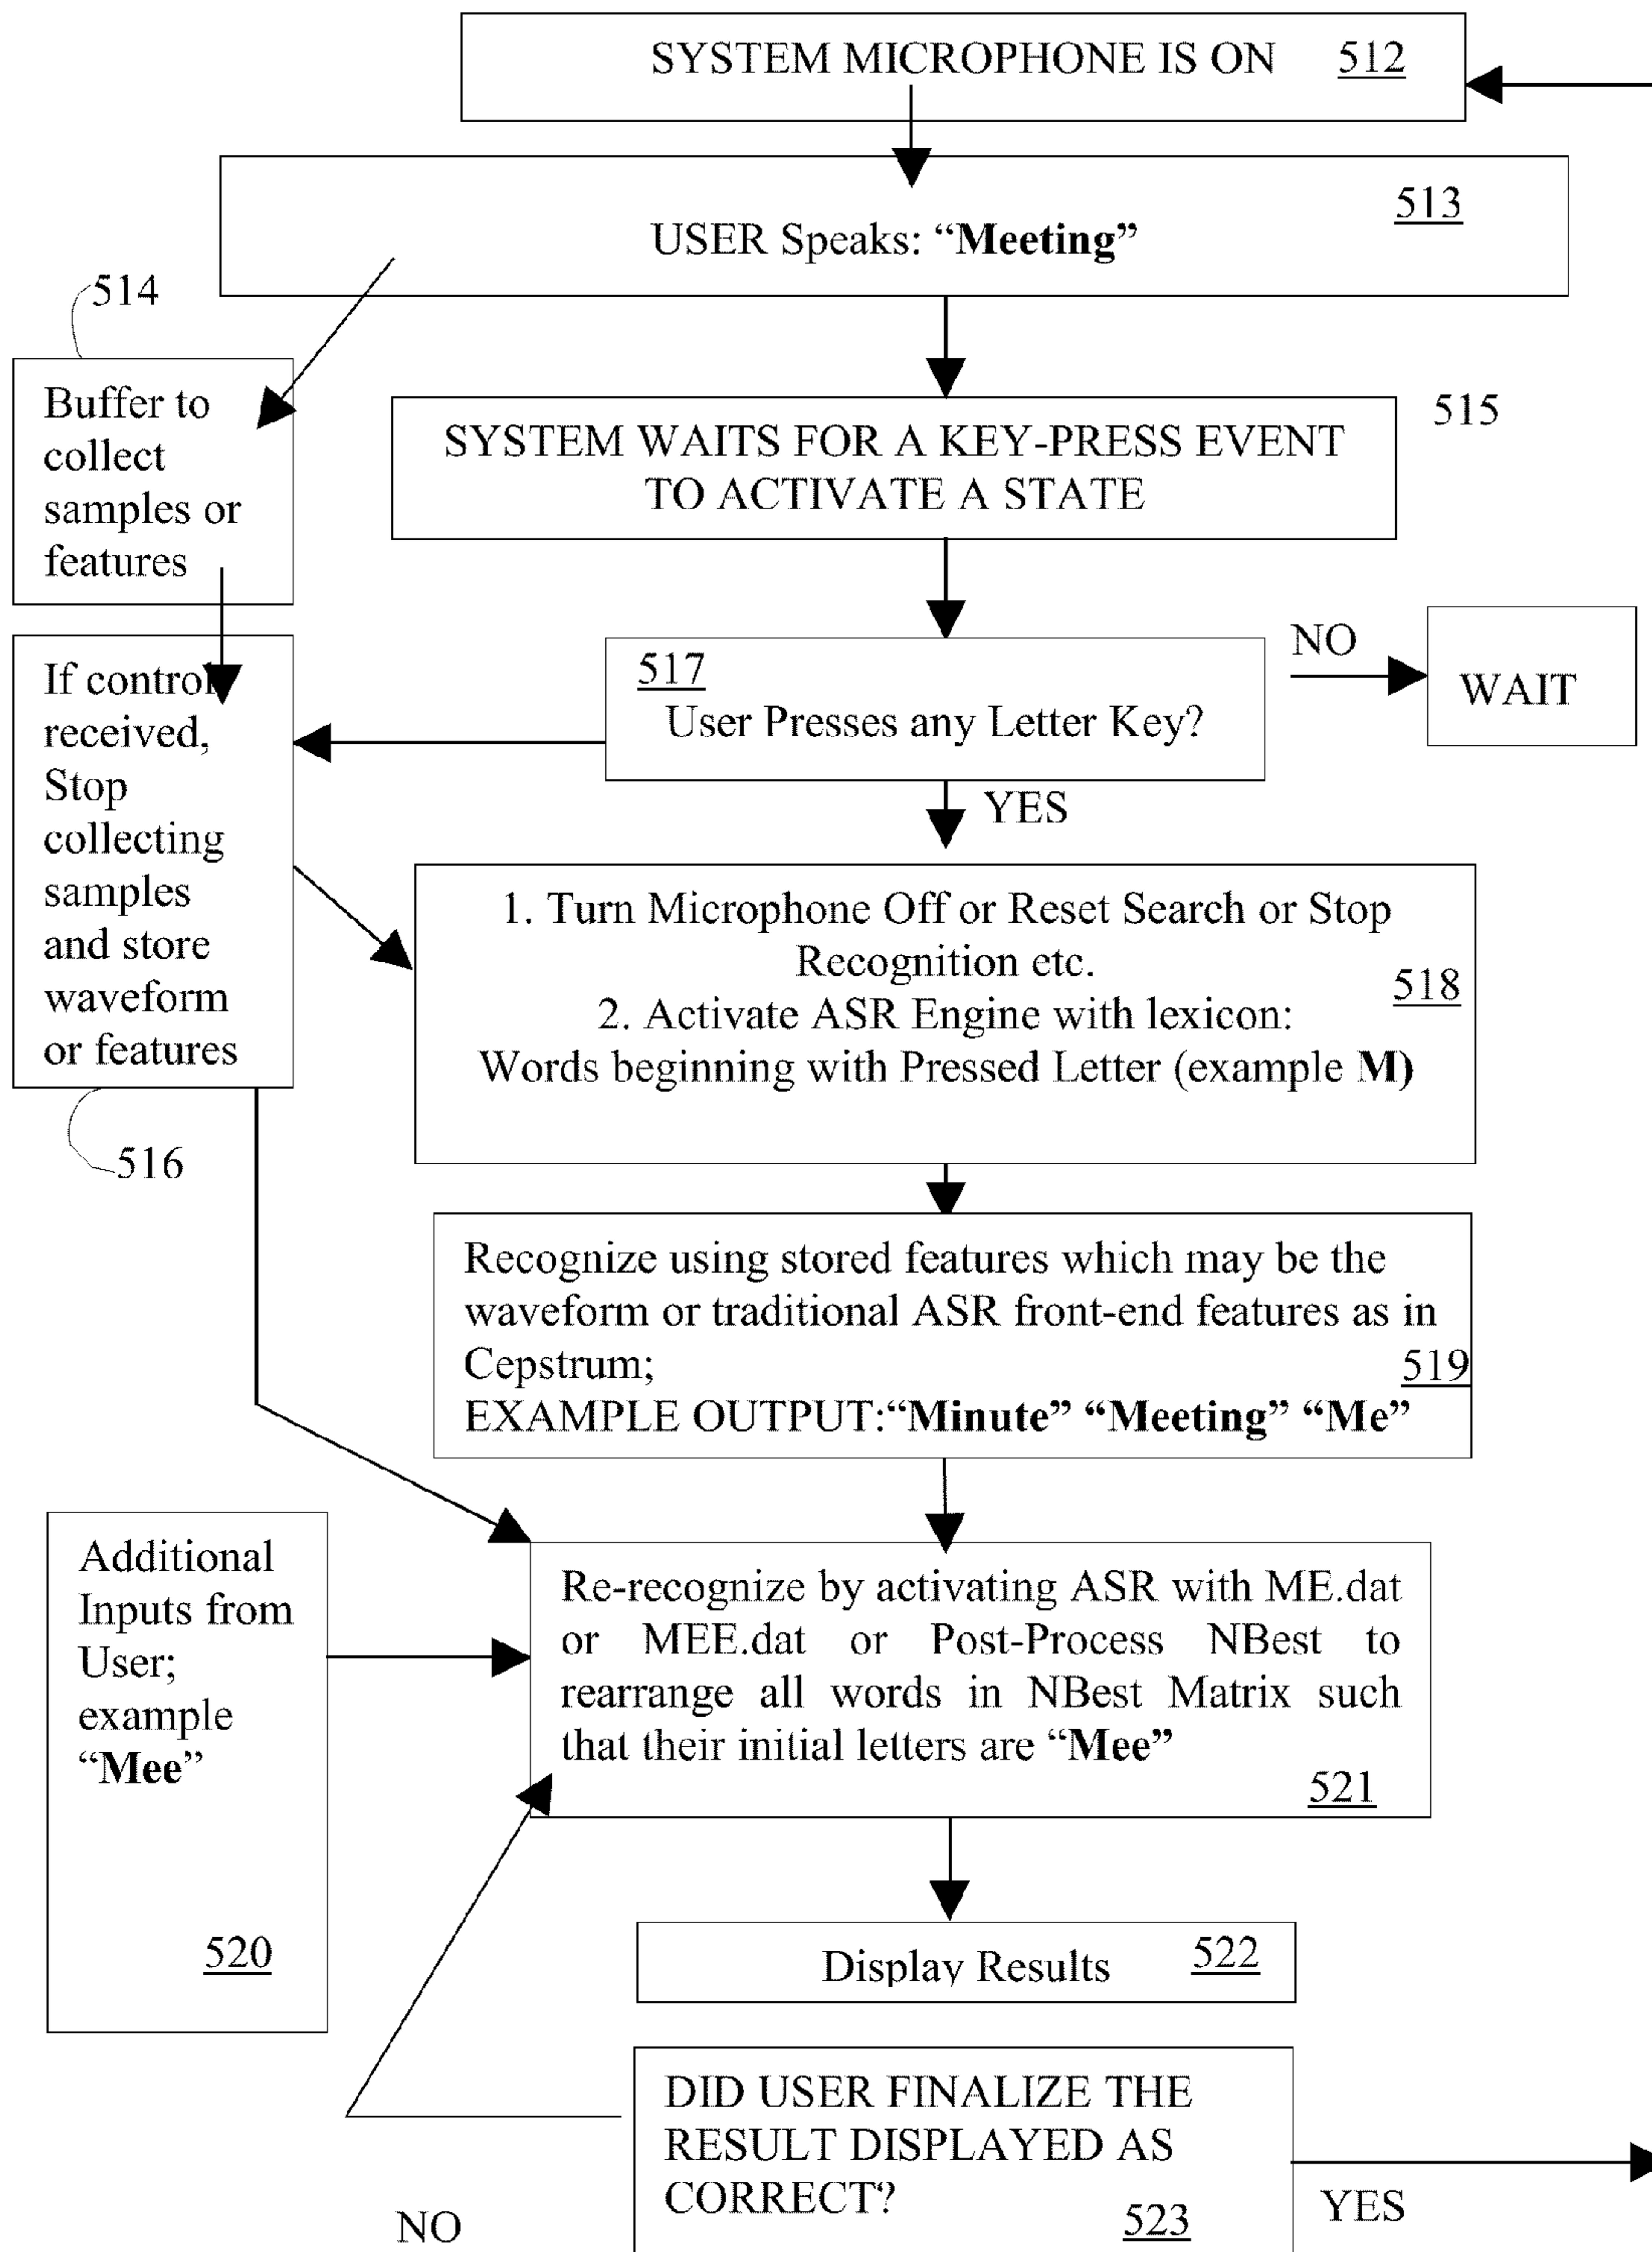 SYSTEM MICROPHONE IS ON 512
513
USER Speaks: “Meeting”
514
Buffer to
collect
samples or
features
515
SYSTEM WAITS FOR A KEY-PRESS EVENT
TO ACTIVATE A STATE
If control
received,
Stop
collecting
samples
and store
waveform
or features
516
517
User Presses any Letter Key?
NO
WAIT
YES
1. Turn Microphone Off or Reset Search or Stop
Recognition etc.
518
2. Activate ASR Engine with lexicon:
Words beginning with Pressed Letter (example M)
Recognize using stored features which may be the
waveform or traditional ASR front-end features as in
Cepstrum; 519
EXAMPLE OUTPUT:“Minute” “Meeting” “Me”
Additional
Inputs from
User;
example
“Mee”
520
Re-recognize by activating ASR with ME.dat
or MEE.dat or Post-Process NBest to
rearrange all words in NBest Matrix such
that their initial letters are “Mee”
521
Display Results 522
DID USER FINALIZE THE
RESULT DISPLAYED AS
CORRECT?
523
NO
YES